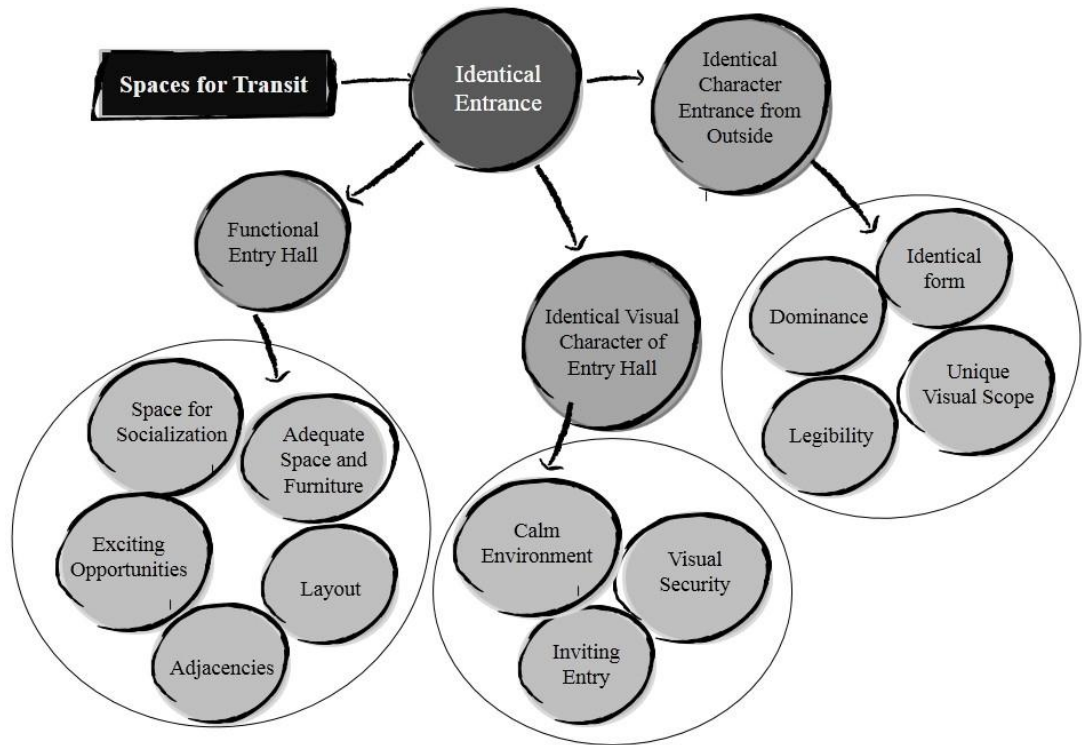 Spaces for Transit
Identical
Entrance
Identical
Character
Entrance from
Outside
Functional
Entry Hall
Identical Visual
Character of
Entry Hall
Identical
form
Dominance
Unique
Visual Scope
Legibility
Space for
Socialization
Adequate
Space and
Furniture
Exciting
Opportunities
Layout
Adjacencies
Calm
Environment
Visual
Security
Inviting
Entry